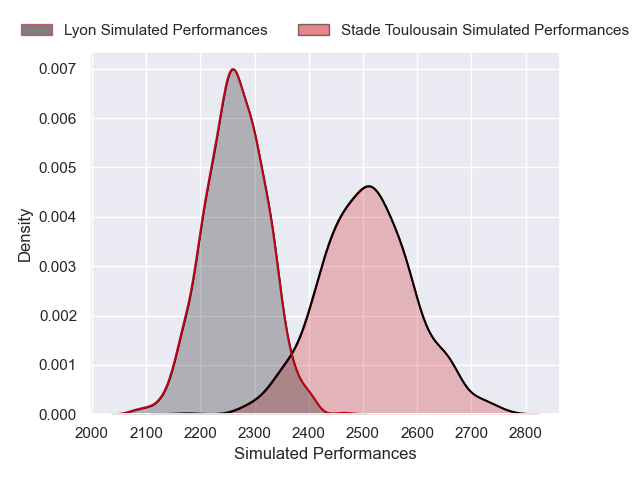 Lyon Simulated Performances
Stade Toulousain Simulated Performances
0.007
0.006
0.005
0.004
0.003
0.002
0.001
0.000
Density
2000 2100 2200 2300 2400 2500 2600 2700 2800
Simulated Performances